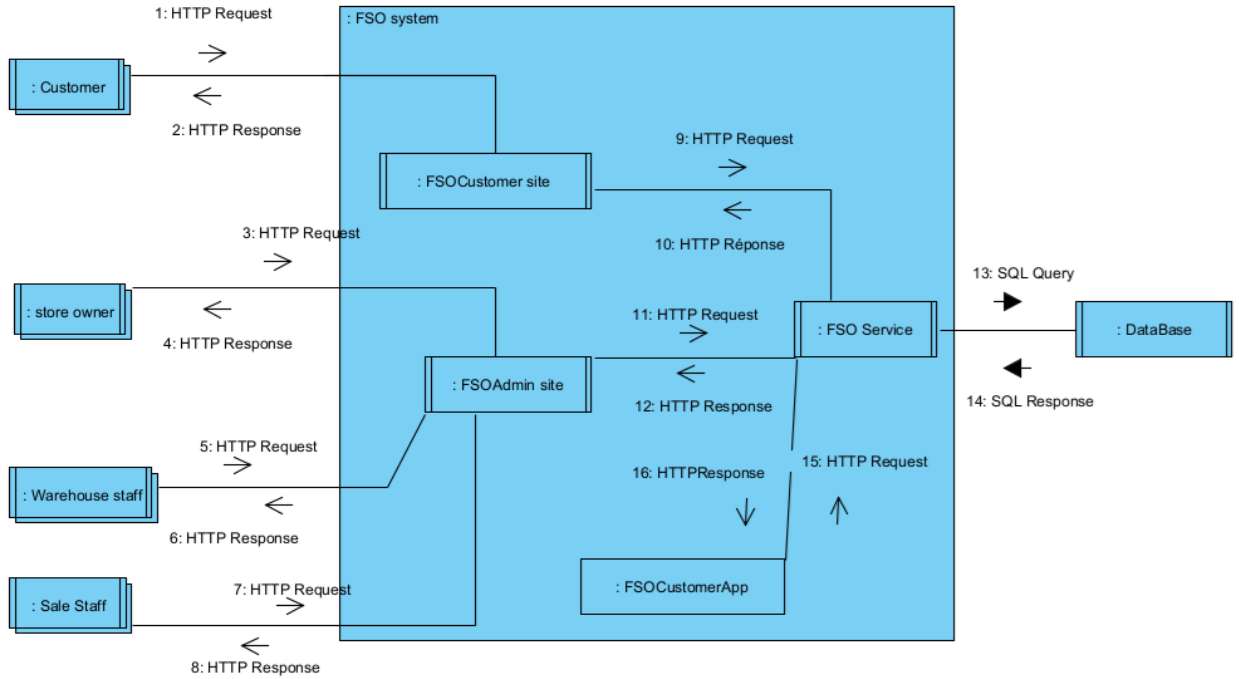 1: HTTP Request
: FSO system
: Customer
2: HTTP Response
9: HTTP Request
: FSOCustomer site
3: HTTP Request
10: HTTP Réponse
13: SQL Query
: store owner
11: HTTP Request
: FSO Service
: DataBase
4: HTTP Response
: FSOAdmin site
12: HTTP Response
14: SQL Response
5: HTTP Request
16: HTTPResponse
15: HTTP Request
: Warehouse staff
6: HTTP Response
7: HTTP Request
: FSOCustomerApp
: Sale Staff
8: HTTP Response